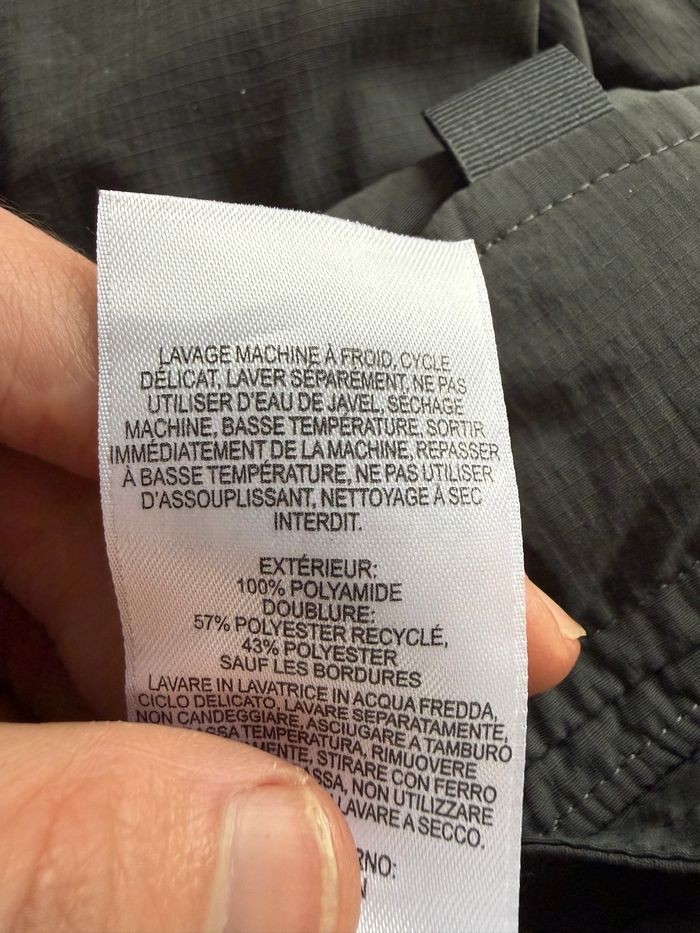 LAVAGE MACHINE À FROID, CYCLE
DÉLICAT, LAVER SÉPARÉMENT, NE PAS
UTILISER D'EAU DE JAVEL, SÉCHAGE
MACHINE, BASSE TEMPÉRATURE, SORTIR
IMMÉDIATEMENT DE LA MACHINE, REPASSER
À BASSE TEMPÉRATURE, NE PAS UTILISER
D'ASSOUPLISSANT, NETTOYAGE À SEC
INTERDIT.
EXTÉRIEUR:
100% POLYAMIDE
DOUBLURE:
57% POLYESTER RECYCLÉ,
43% POLYESTER
SAUF LES BORDURES
LAVARE IN LAVATRICE IN ACQUA FREDDA,
CICLO DELICATO, LAVARE SEPARATAMENTE,
NON CANDEGGIARE, ASCIUGARE A TAMBURO
TEMPERATURA, RIMUOVERE
STIRARE CON FERRO
NON UTILIZZARE
LAVARE A SECCO.